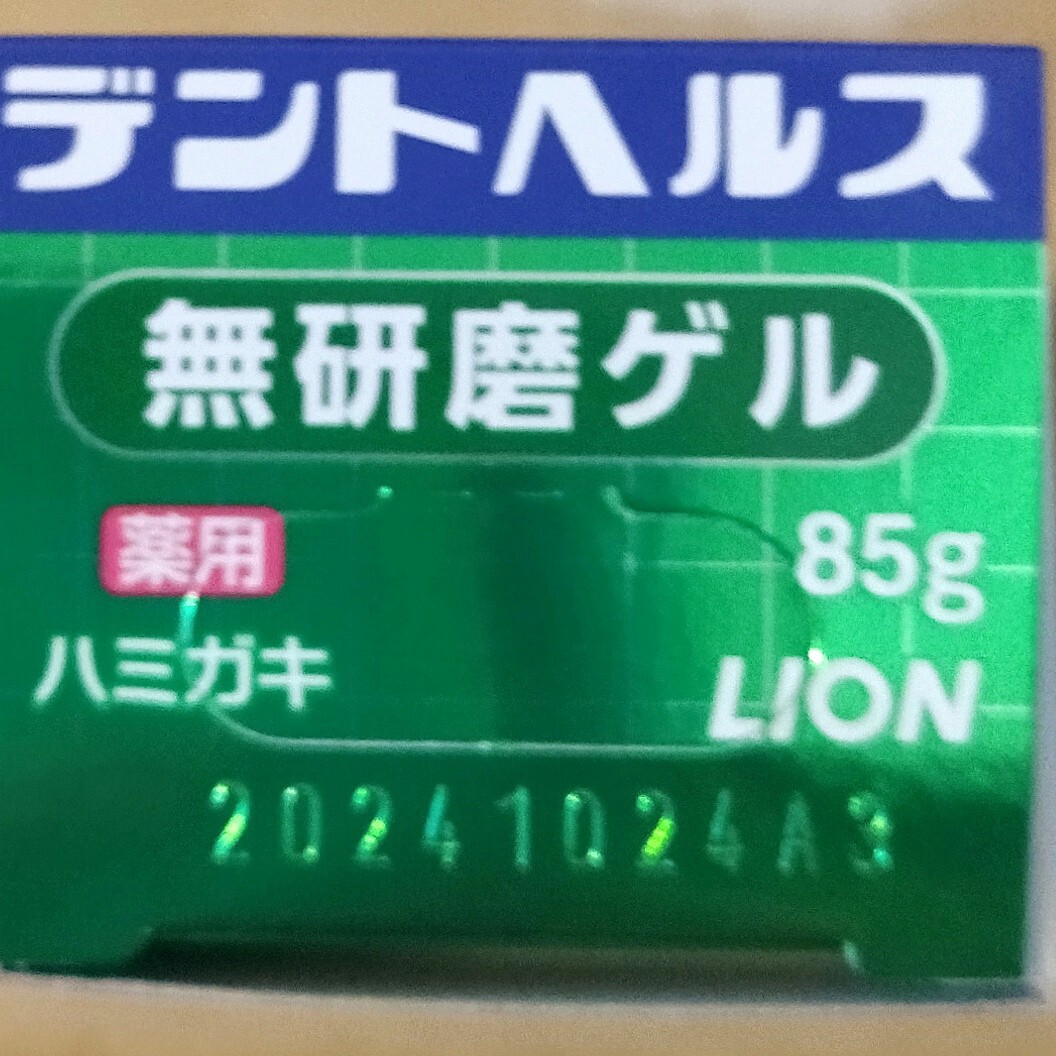 デントヘルス
無研磨ゲル
薬用
85g
ハミガキ
LION
20241024A3